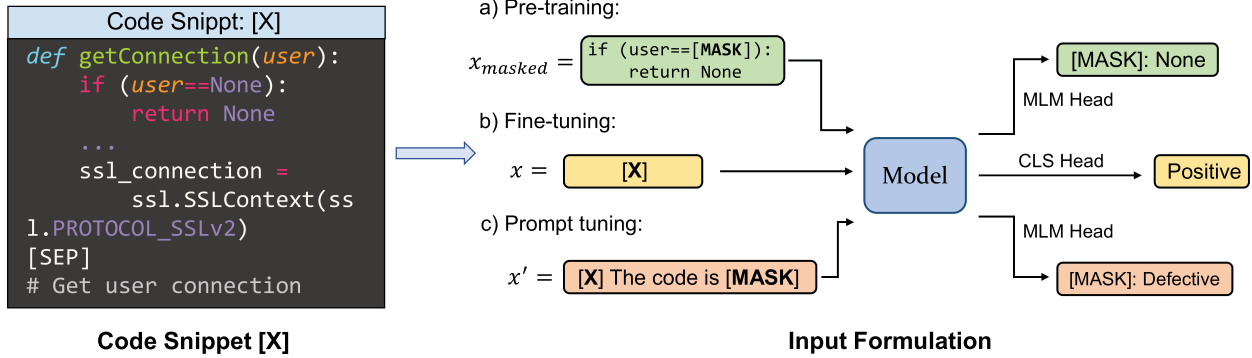 Code Snippt: [X]
def getConnection(user):
if (user==None):
return None
...
ssl_connection =
ssl.SSLContext(ss
l.PROTOCOL_SSLv2)
[SEP]
# Get user connection
Code Snippet [X]
a) Pre-training:
x_masked =
if (user==[MASK]):
return None
b) Fine-tuning:
x =
[X]
c) Prompt tuning:
x' =
[X] The code is [MASK]
Model
MLM Head
[MASK]: None
CLS Head
Positive
MLM Head
[MASK]: Defective
Input Formulation